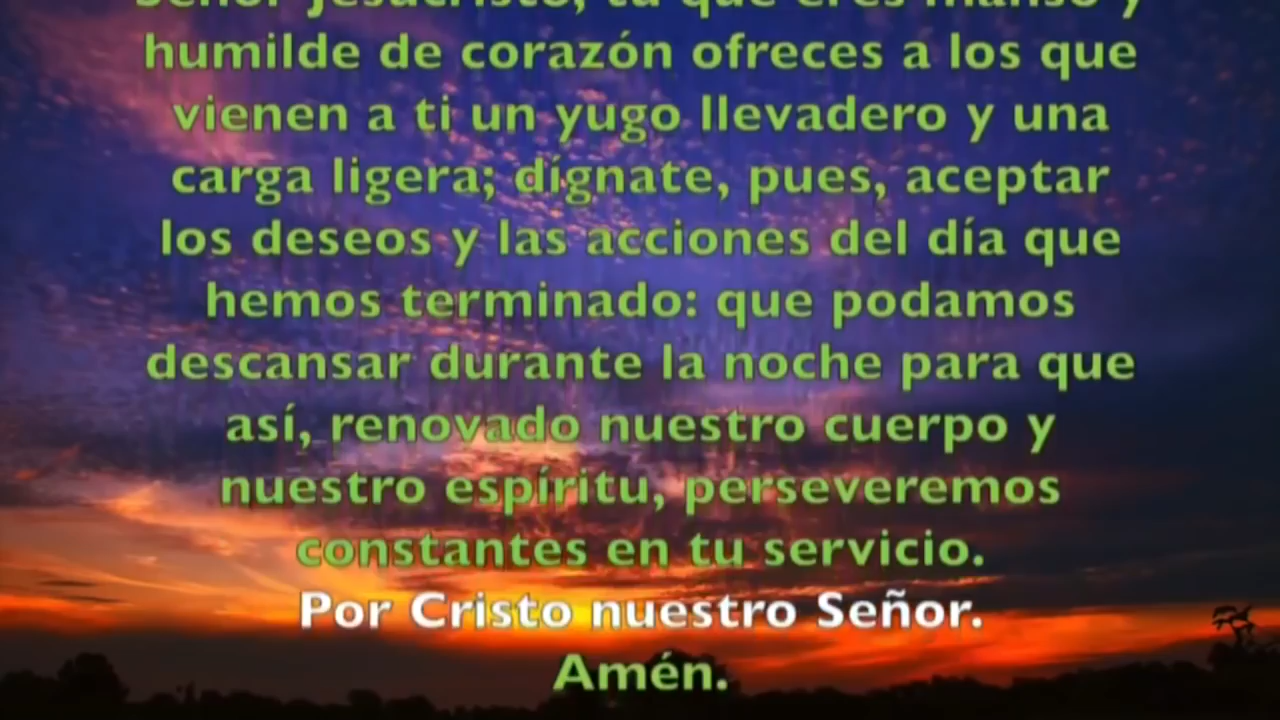 Señor Jesucristo, tú que eres manso y
humilde de corazón ofreces a los que
vienen a ti un yugo llevadero y una
carga ligera; dígnate, pues, aceptar
los deseos y las acciones del día que
hemos terminado: que podamos
descansar durante la noche para que
así, renovado nuestro cuerpo y
nuestro espíritu, perseveremos
constantes en tu servicio.
Por Cristo nuestro Señor.
Amén.